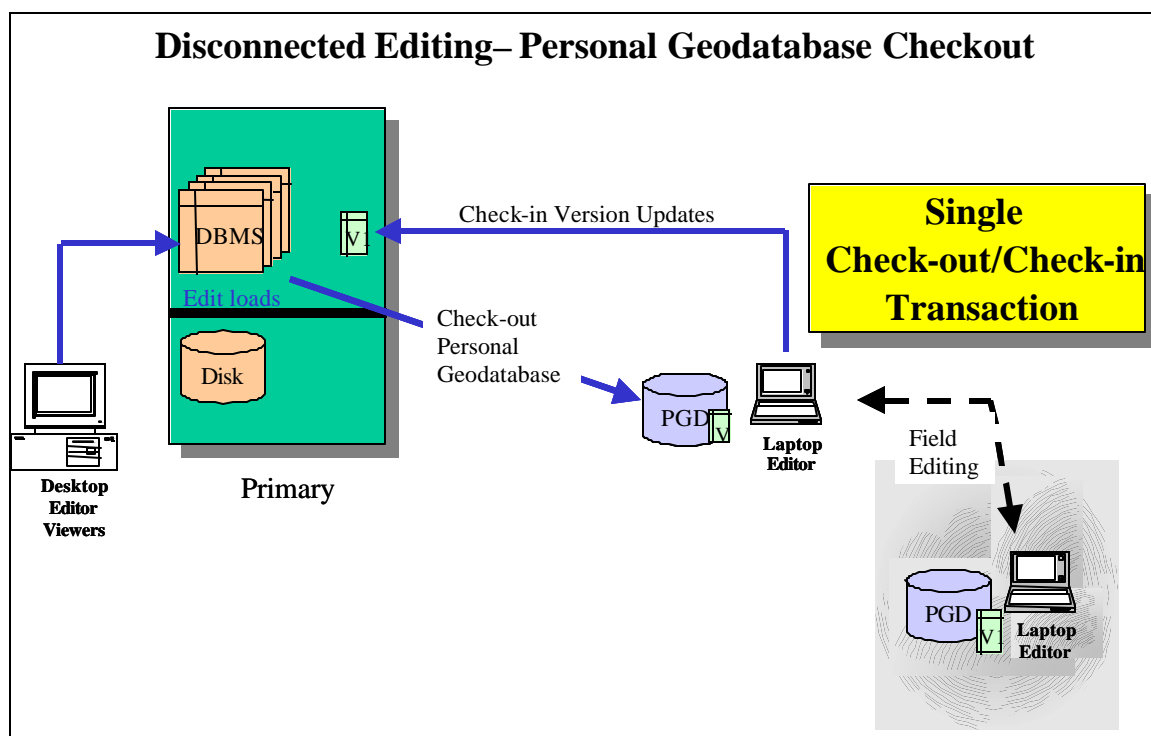 Disconnected Editing– Personal Geodatabase Checkout
DBMS
V1
Edit loads
Disk
Primary
Desktop
Editor
Viewers
Check-in Version Updates
Check-out
Personal
Geodatabase
PGD
V
Laptop
Editor
Single
Check-out/Check-in
Transaction
Field
Editing
PGD
V1
Laptop
Editor